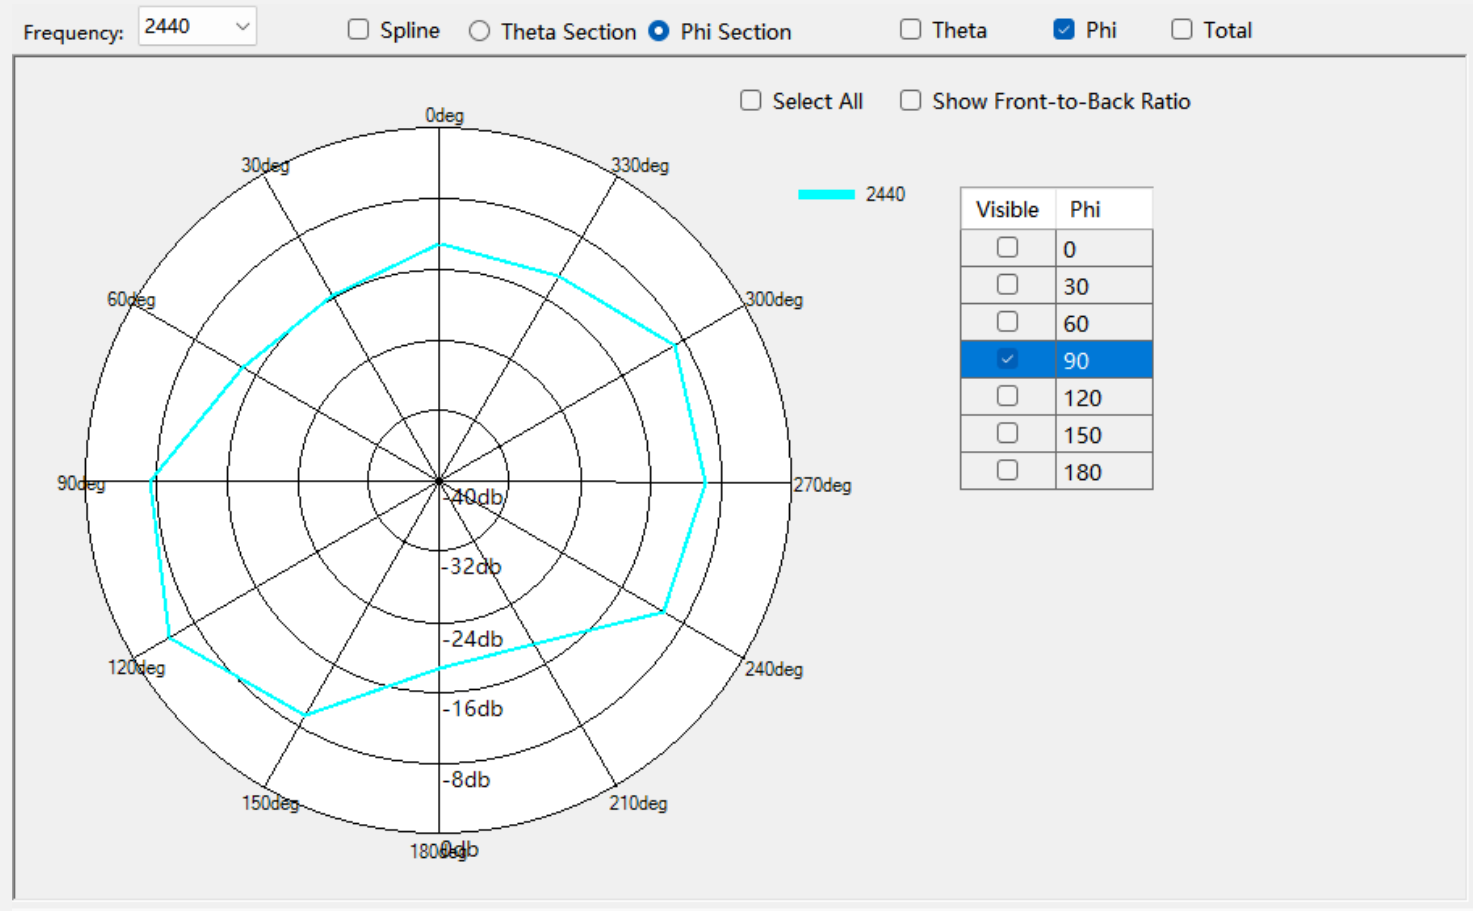 Frequency: 2440 Spline Theta Section Phi Section Theta Phi Total
Select All Show Front-to-Back Ratio
0deg
30deg
330deg
2440
Visible Phi
0
30
60
90
120
150
180
60deg
300deg
90deg
270deg
-40db
-32db
-24db
120deg
240deg
-16db
-8db
150deg
210deg
180deg
0db